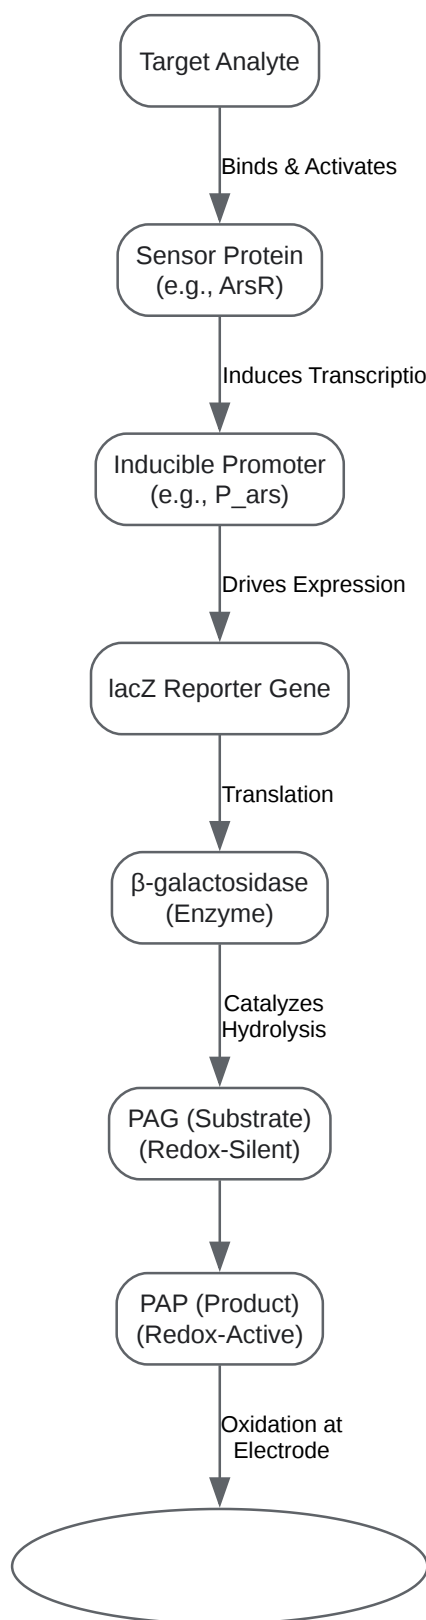 Target Analyte
Binds & Activates
Sensor Protein
(e.g., ArsR)
Induces Transcriptio
Inducible Promoter
(e.g., P_ars)
Drives Expression
lacZ Reporter Gene
Translation
β-galactosidase
(Enzyme)
Catalyzes
Hydrolysis
PAG (Substrate)
(Redox-Silent)
PAP (Product)
(Redox-Active)
Oxidation at
Electrode